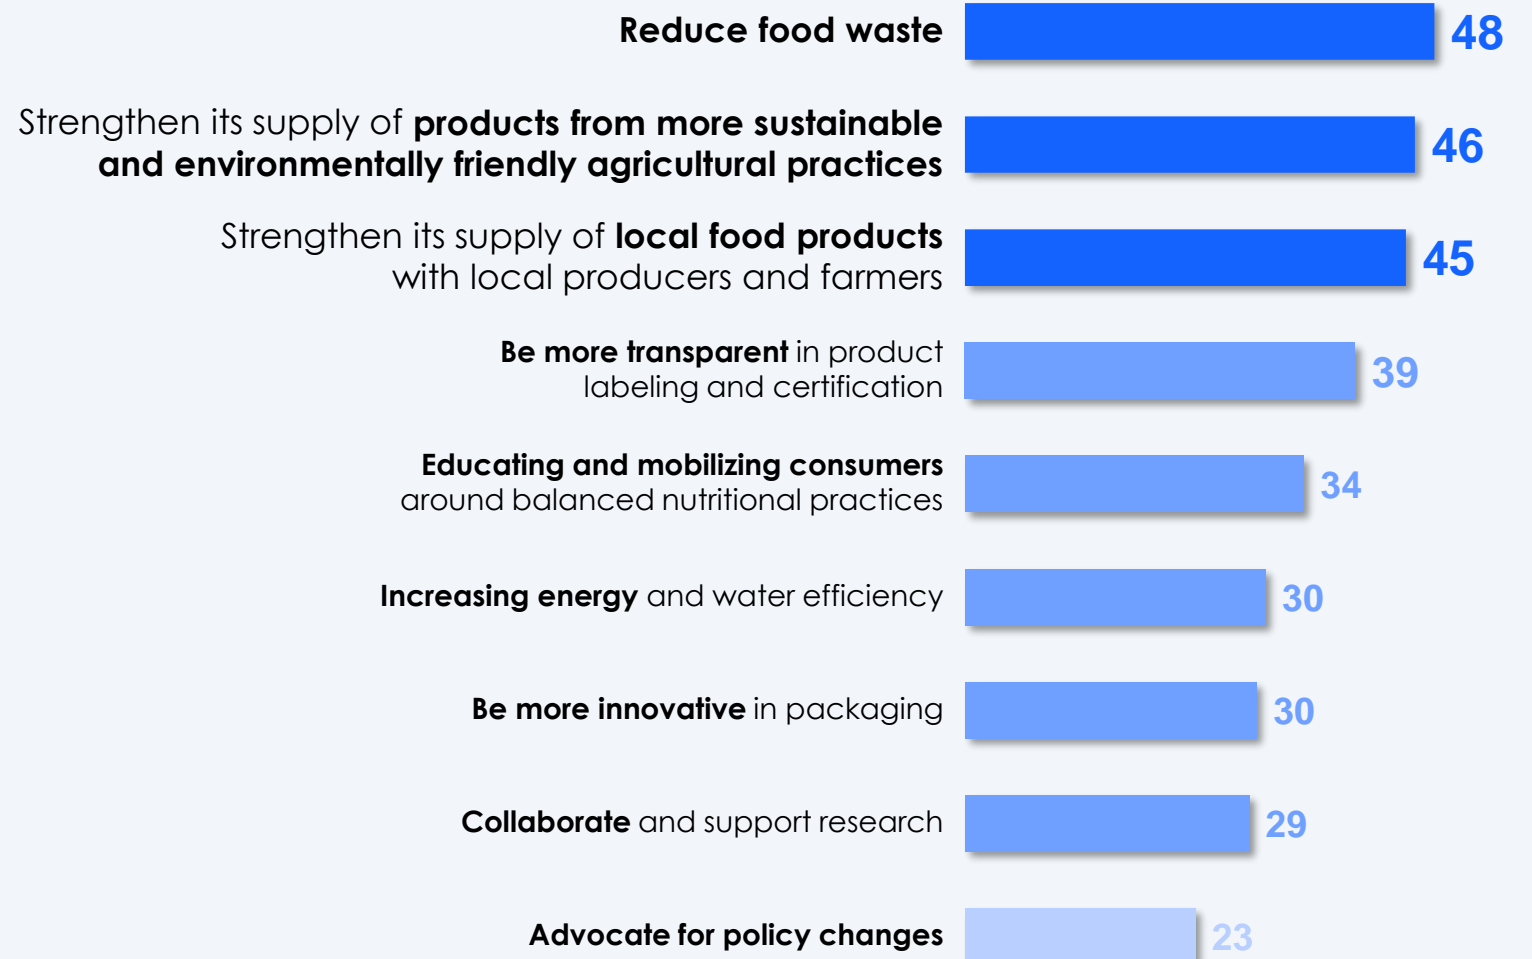 Reduce food waste 48
Strengthen its supply of products from more sustainable
and environmentally friendly agricultural practices 46
Strengthen its supply of local food products
with local producers and farmers 45
Be more transparent in product
labeling and certification 39
Educating and mobilizing consumers
around balanced nutritional practices 34
Increasing energy and water efficiency 30
Be more innovative in packaging 30
Collaborate and support research 29
Advocate for policy changes 23